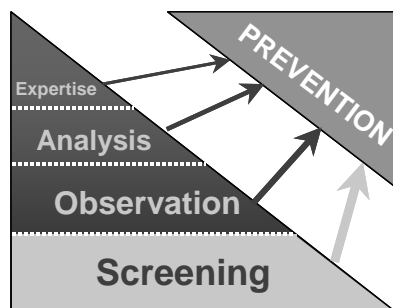 PREVENTION
Expertise
Analysis
Observation
Screening